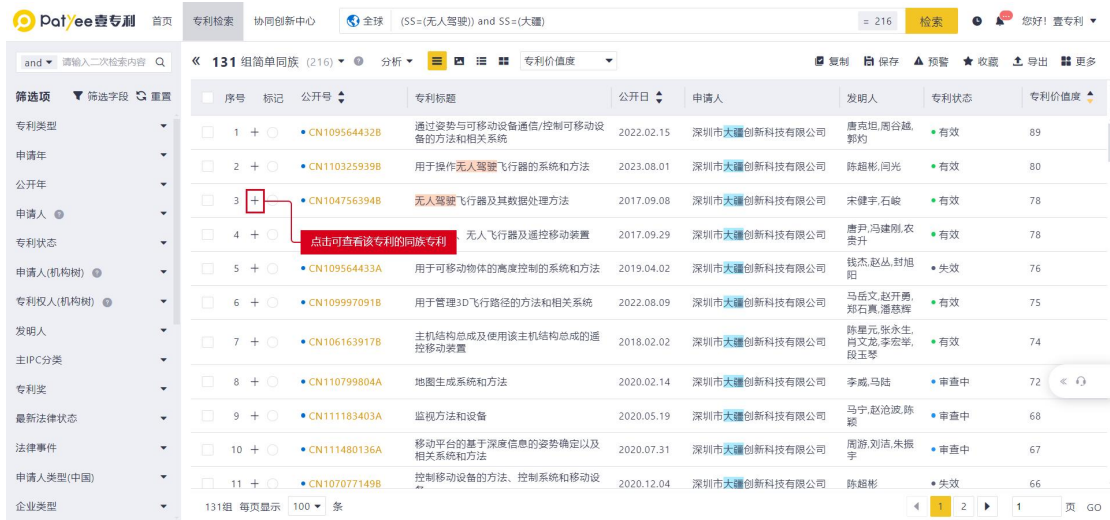 Patyee壹专利 首页 专利检索 协同创新中心 全球 (SS=(无人驾驶)) and SS=(大疆) = 216 检索 您好！壹专利
and 请输入二次检索内容
« 131 组简单同族 (216) 分析 专利价值度 复制 保存 预警 收藏 导出 更多
筛选项 筛选字段 重置
专利类型
申请年
公开年
申请人
专利状态
申请人(机构树)
专利权人(机构树)
发明人
主IPC分类
专利奖
最新法律状态
法律事件
申请人类型(中国)
企业类型
序号 标记 公开号 专利标题 公开日 申请人 发明人 专利状态 专利价值度
1 + CN109564432B 通过姿势与可移动设备通信/控制可移动设 2022.02.15 深圳市大疆创新科技有限公司 唐克坦,周谷越, 有效 89
备的方法和相关系统 郭灼
2 + CN110325939B 用于操作无人驾驶飞行器的系统和方法 2023.08.01 深圳市大疆创新科技有限公司 陈超彬,闫光 有效 80
3 + CN104756394B 无人驾驶飞行器及其数据处理方法 2017.09.08 深圳市大疆创新科技有限公司 宋健宇,石峻 有效 78
4 + 、无人飞行器及遥控移动装置 2017.09.29 深圳市大疆创新科技有限公司 唐尹,冯建刚,农 有效 78
贵升
点击可查看该专利的同族专利
5 + CN109564433A 用于可移动物体的高度控制的系统和方法 2019.04.02 深圳市大疆创新科技有限公司 钱杰,赵丛,封旭 失效 76
阳
6 + CN109997091B 用于管理3D飞行路径的方法和相关系统 2022.08.09 深圳市大疆创新科技有限公司 马岳文,赵开勇, 有效 75
郑石真,潘慈辉
7 + CN106163917B 主机结构总成及使用该主机结构总成的遥 2018.02.02 深圳市大疆创新科技有限公司 陈星元,张永生, 有效 74
控移动装置 肖文龙,李宏举,
段玉琴
8 + CN110799804A 地图生成系统和方法 2020.02.14 深圳市大疆创新科技有限公司 李威,马陆 审查中 72
9 + CN111183403A 监视方法和设备 2020.05.19 深圳市大疆创新科技有限公司 马宁,赵沧波,陈 审查中 68
颖
10 + CN111480136A 移动平台的基于深度信息的姿势确定以及 2020.07.31 深圳市大疆创新科技有限公司 周游,刘洁,朱振 审查中 67
相关系统和方法 宇
11 + CN107077149B 控制移动设备的方法、控制系统和移动设 2020.12.04 深圳市大疆创新科技有限公司 陈超彬 失效 66
131组 每页显示 100 条 1 2 1 页 GO